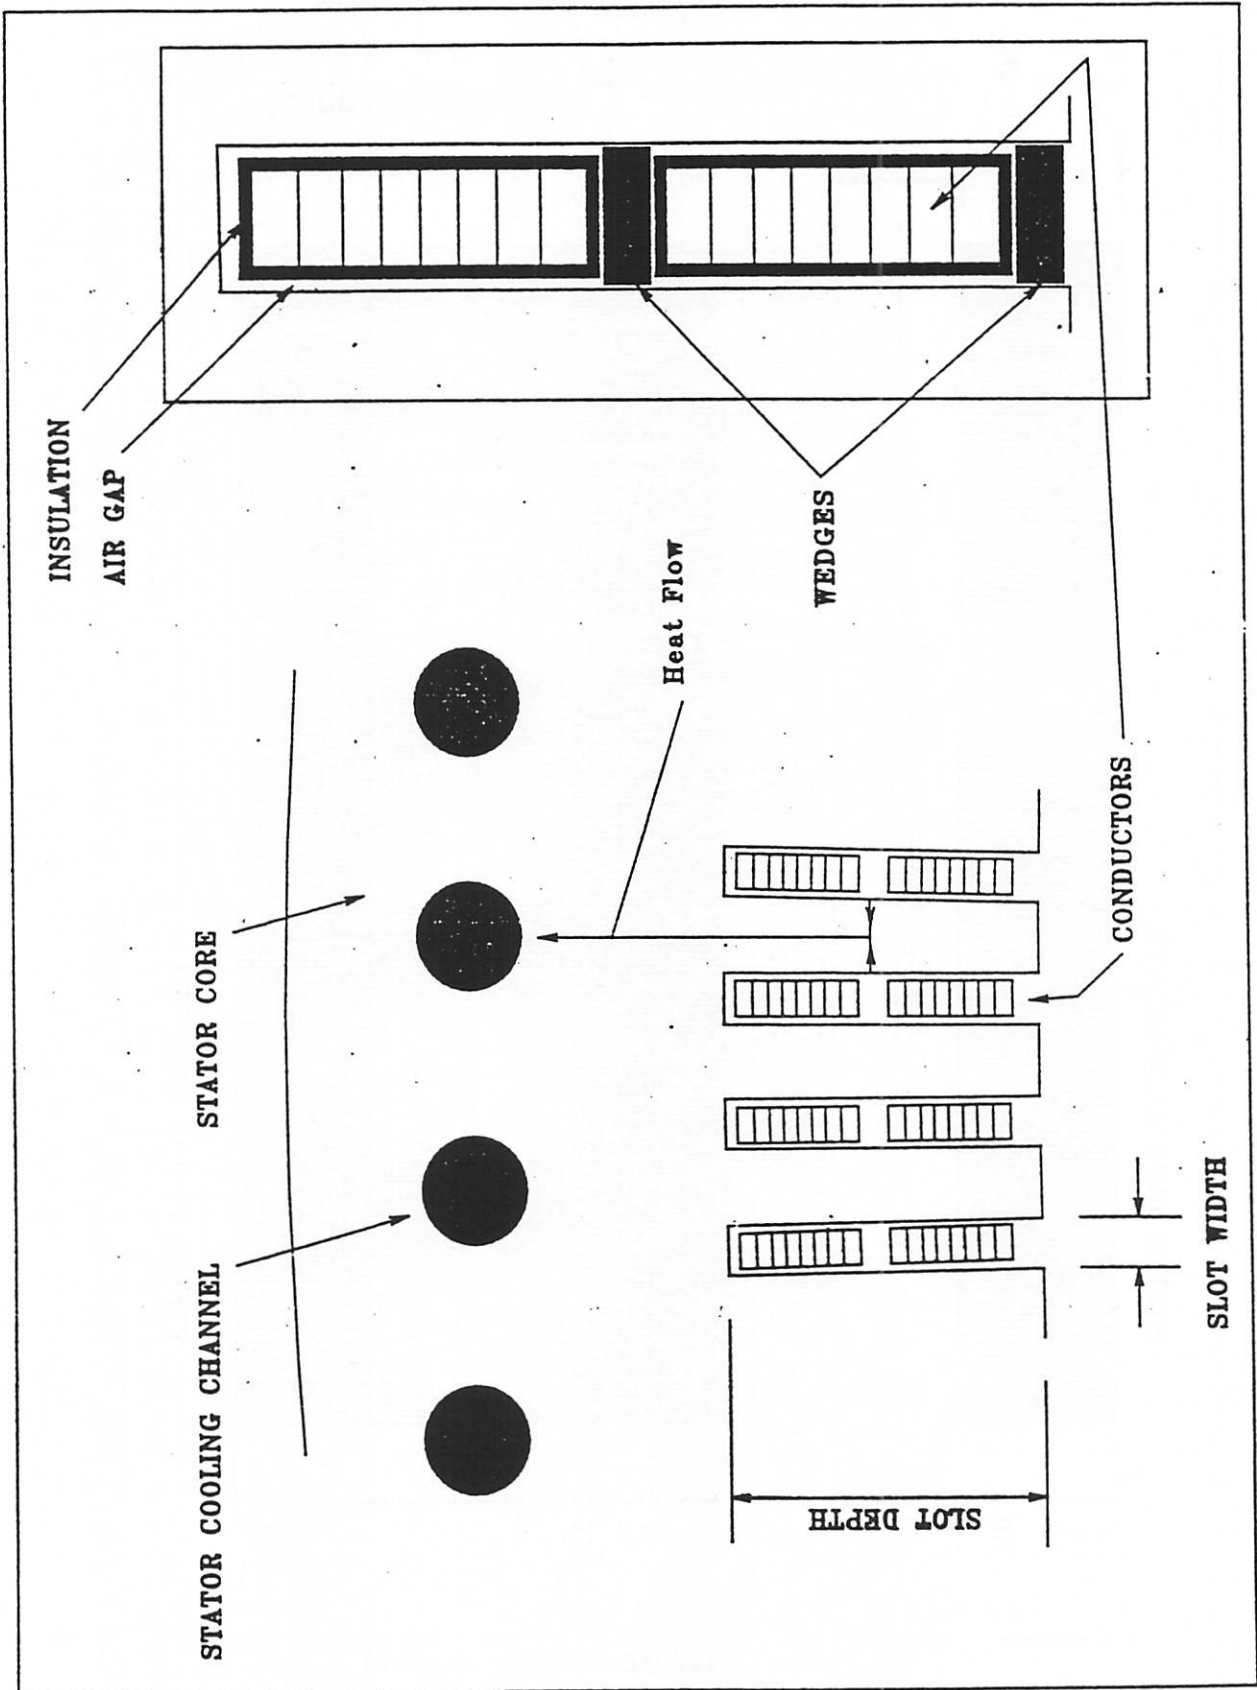 INSULATION
AIR GAP
STATOR CORE
STATOR COOLING CHANNEL
Heat Flow
WEDGES
CONDUCTORS
SLOT WIDTH
SLOT DEPTH